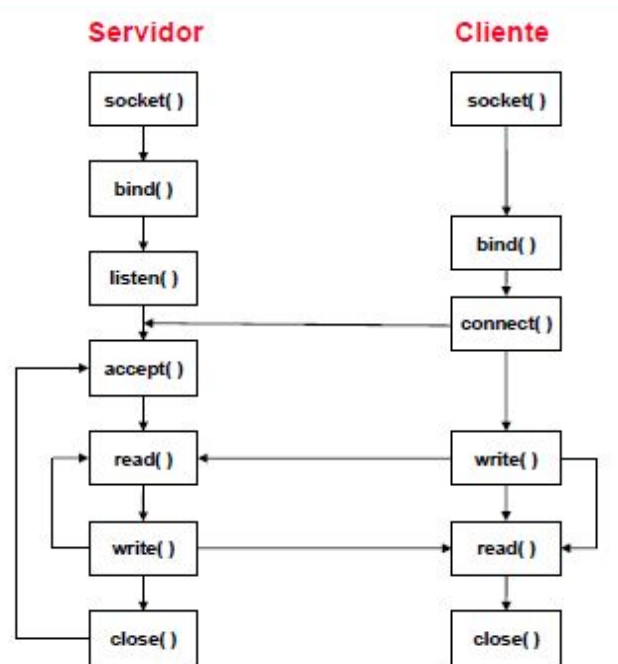 Servidor
Cliente
socket( )
socket( )
bind( )
bind( )
listen( )
connect( )
accept( )
read( )
write( )
write( )
read( )
close( )
close( )